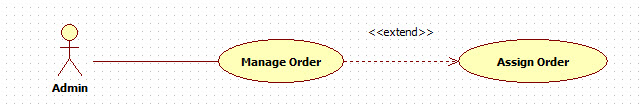 <<extend>>
Manage Order
Assign Order
Admin